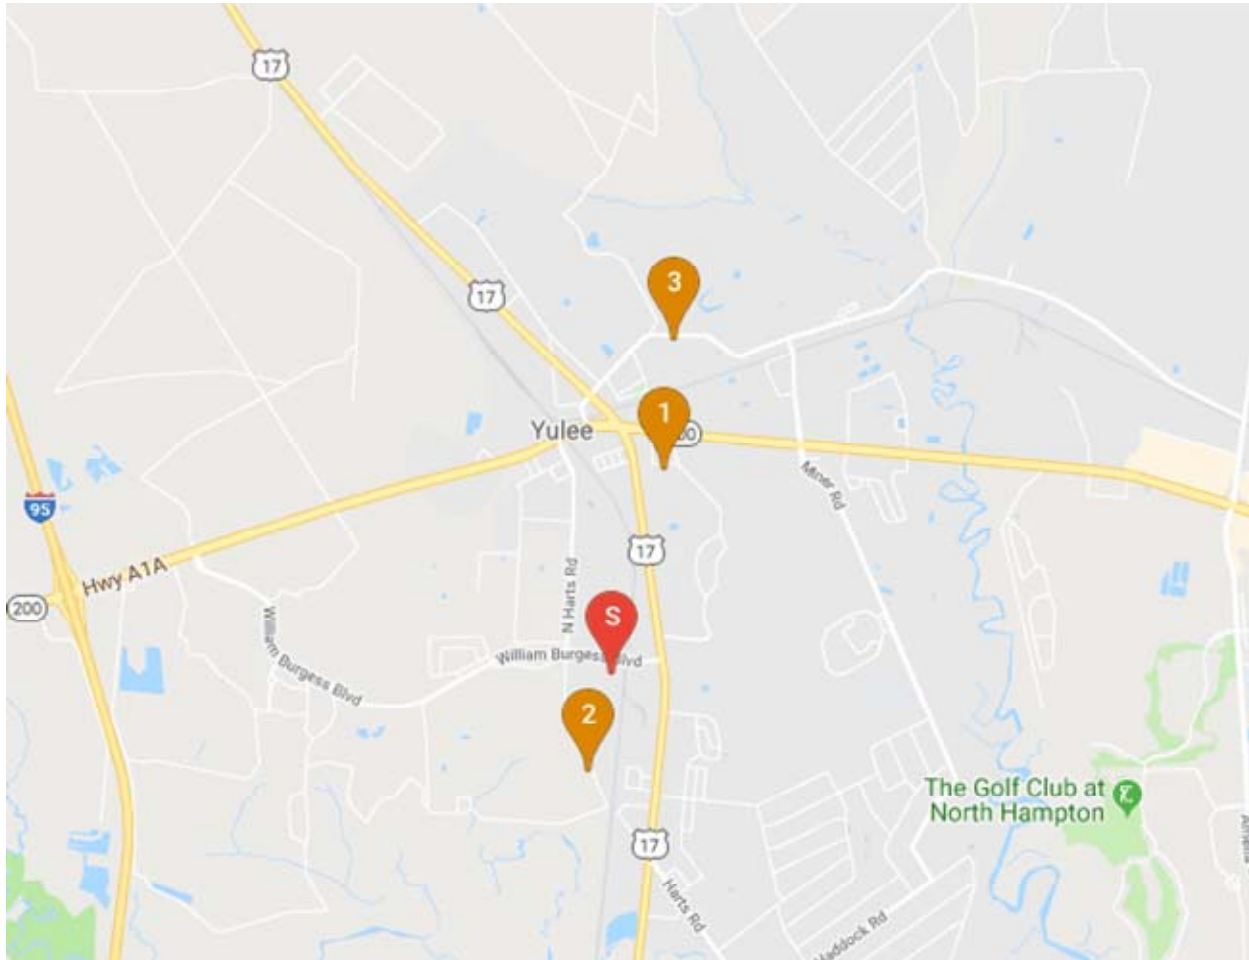 17
17
3
1
00
Yulee
Miner Rd
95
17
Hwy A1A
N Harts Rd
200
S
William Burgess Blvd
William Burgess Blvd
2
The Golf Club at
North Hampton
17
Harts Rd
Haddock Rd